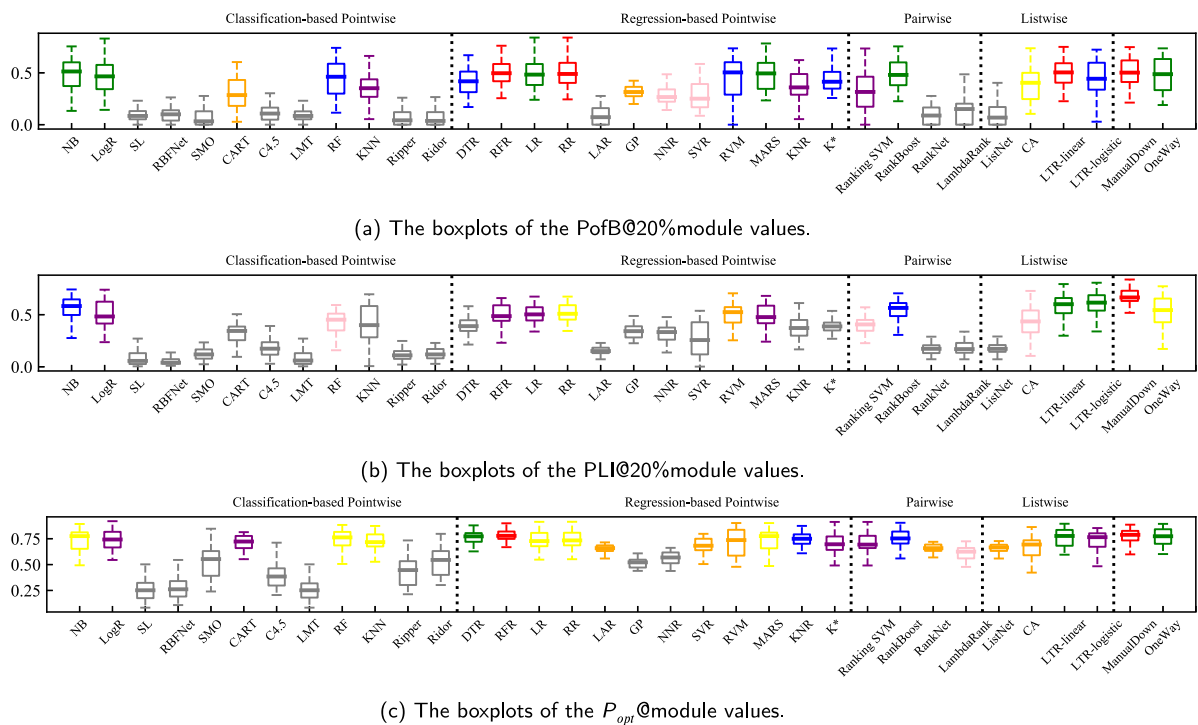 Classification-based Pointwise Regression-based Pointwise Pairwise Listwise
0.5
0.0
NB LogR SL RBFNet SMO CART C4.5 LMT RF KNN Ripper Ridor DTR RFR LR RR LAR GP NNR SVR RVM MARS KNR K* Ranking SVM RankBoost RankNet LambdaRank ListNet CA LTR-linear LTR-logistic ManualDown OneWay
(a) The boxplots of the PofB@20%module values.
Classification-based Pointwise Regression-based Pointwise Pairwise Listwise
0.5
0.0
NB LogR SL RBFNet SMO CART C4.5 LMT RF KNN Ripper Ridor DTR RFR LR RR LAR GP NNR SVR RVM MARS KNR K* Ranking SVM RankBoost RankNet LambdaRank ListNet CA LTR-linear LTR-logistic ManualDown OneWay
(b) The boxplots of the PLI@20%module values.
Classification-based Pointwise Regression-based Pointwise Pairwise Listwise
0.75
0.50
0.25
NB LogR SL RBFNet SMO CART C4.5 LMT RF KNN Ripper Ridor DTR RFR LR RR LAR GP NNR SVR RVM MARS KNR K* Ranking SVM RankBoost RankNet LambdaRank ListNet CA LTR-linear LTR-logistic ManualDown OneWay
(c) The boxplots of the P_opt@module values.